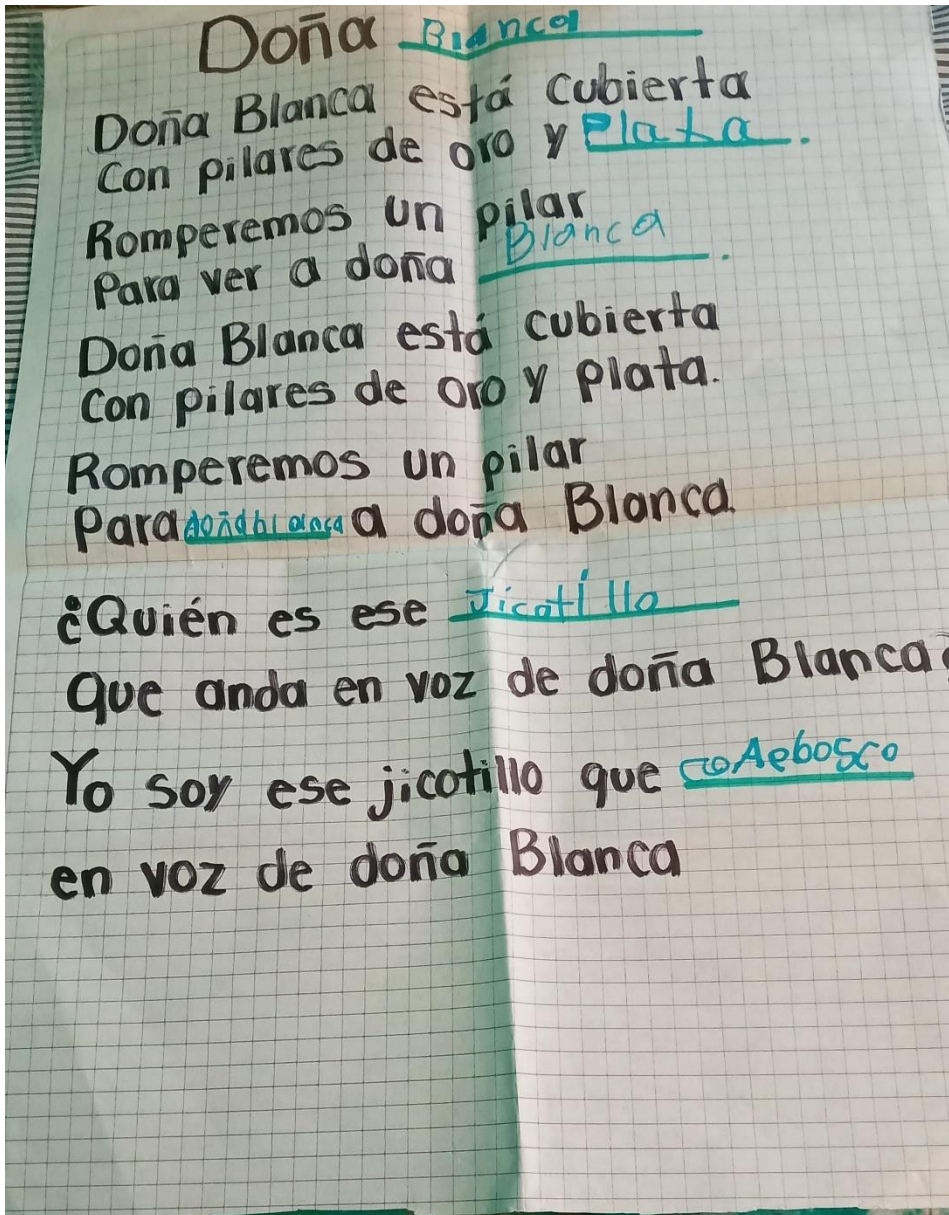 Doña Blanca
Doña Blanca está cubierta
Con pilares de oro y Plata.
Romperemos un pilar
Para ver a doña Blanca.
Doña Blanca está cubierta
Con pilares de oro y plata.
Romperemos un pilar
Para doñablanca a doña Blanca
¿Quién es ese Jicotillo
que anda en voz de doña Blanca
Yo soy ese jicotillo que
en voz de doña Blanca